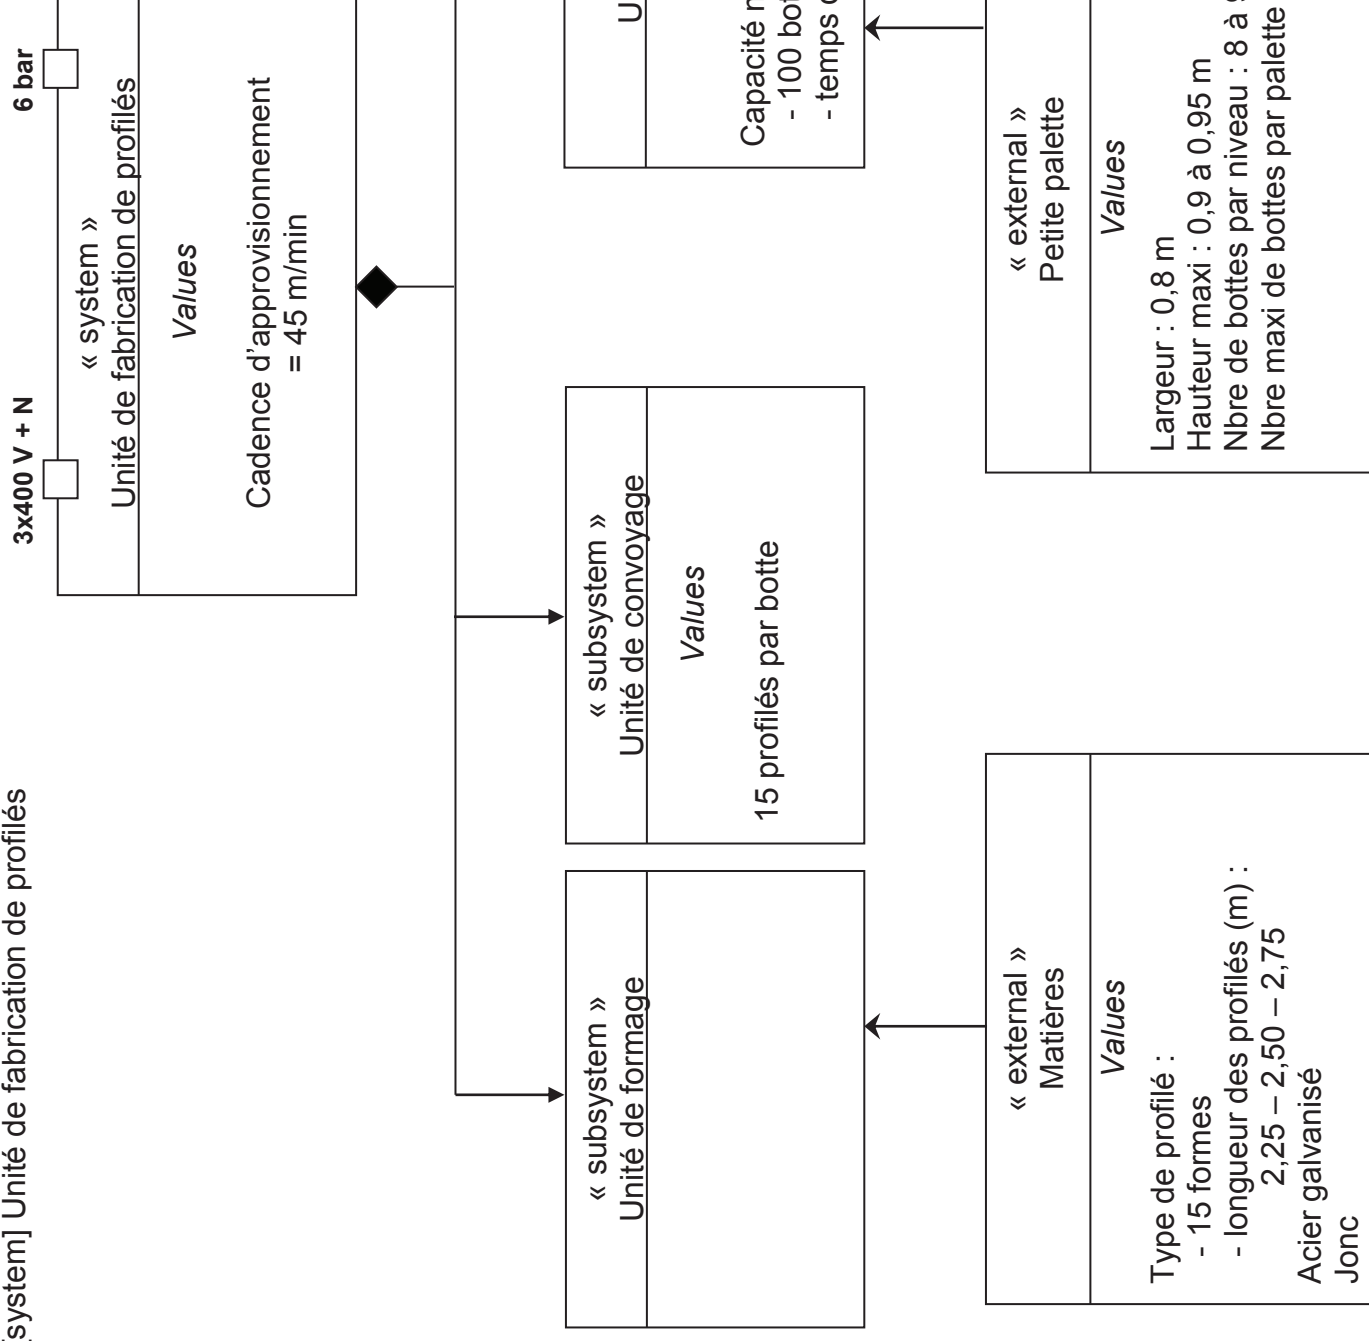 [system] Unité de fabrication de profilés
3x400 V + N
6 bar
« system »
Unité de fabrication de profilés
Values
Cadence d'approvisionnement
= 45 m/min
« subsystem »
Unité de formage
« subsystem »
Unité de convoyage
Values
15 profilés par botte
U
Capacité
- 100
- temps
« external »
Matières
Values
Type de profilé :
- 15 formes
- longueur des profilés (m) :
2,25 – 2,50 – 2,75
Acier galvanisé
Jonc
« external »
Petite palette
Values
Largeur : 0,8 m
Hauteur maxi : 0,9 à 0,95 m
Nbre de bottes par niveau : 8 à
Nbre maxi de bottes par palette